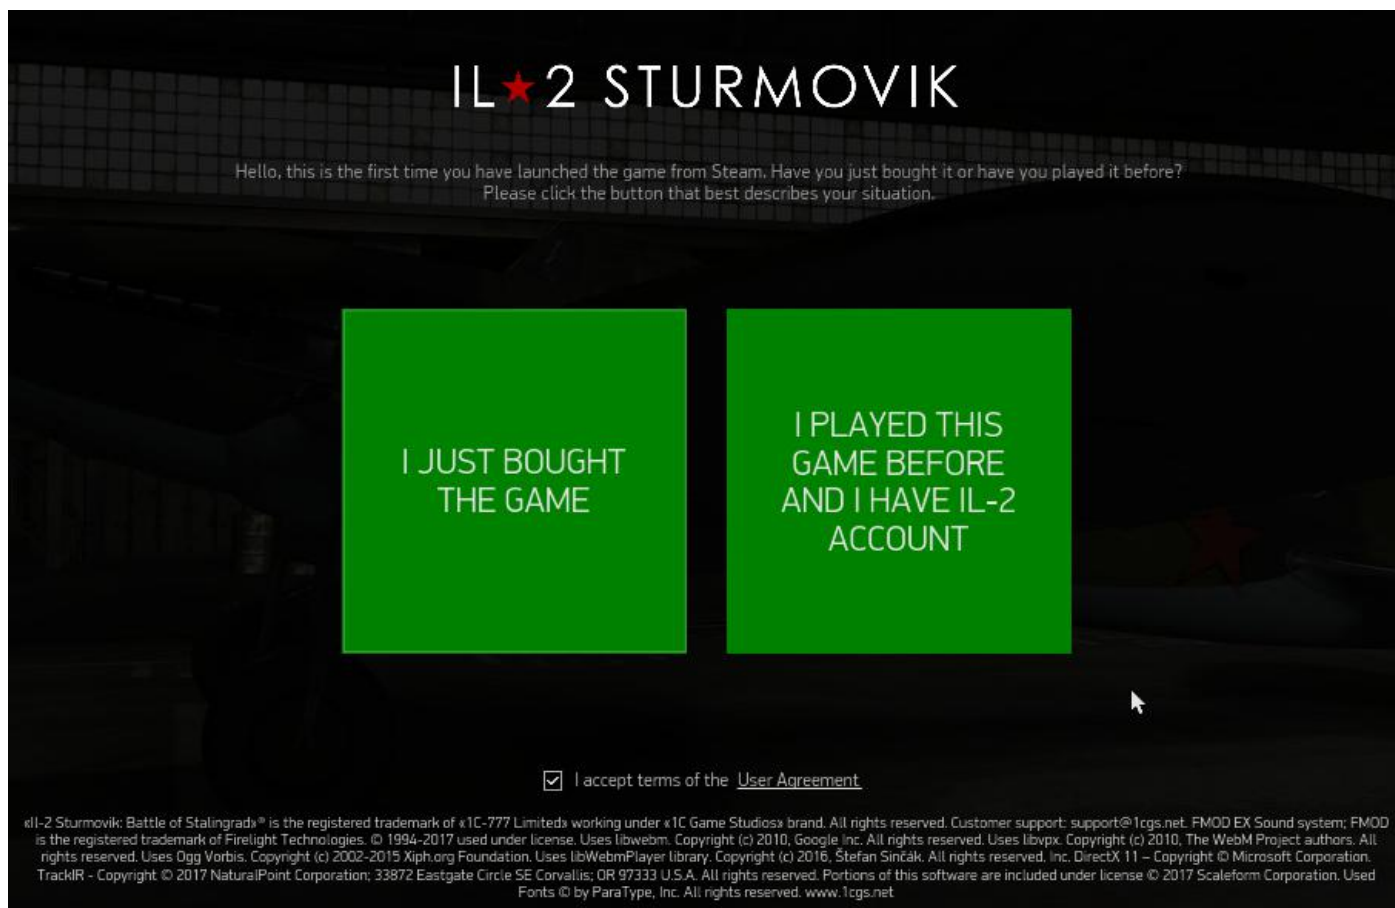 IL★2 STURMOVIK
Hello, this is the first time you have launched the game from Steam. Have you just bought it or have you played it before?
Please click the button that best describes your situation.
I JUST BOUGHT
THE GAME
I PLAYED THIS
GAME BEFORE
AND I HAVE IL-2
ACCOUNT
I accept terms of the User Agreement
«Il-2 Sturmovik: Battle of Stalingrad»® is the registered trademark of «1C-777 Limited» working under «1C Game Studios» brand. All rights reserved. Customer support: support@1cgs.net. FMOD EX Sound system; FMOD
is the registered trademark of Firelight Technologies. © 1994-2017 used under license. Uses libwebm. Copyright (c) 2010, Google Inc. All rights reserved. Uses libvpx. Copyright (c) 2010, The WebM Project authors. All
rights reserved. Uses Ogg Vorbis. Copyright (c) 2002-2015 Xiph.org Foundation. Uses libWebmPlayer library. Copyright (c) 2016, Štefan Sinčák. All rights reserved. Inc. DirectX 11 – Copyright © Microsoft Corporation.
TrackIR - Copyright © 2017 NaturalPoint Corporation; 33872 Eastgate Circle SE Corvallis; OR 97333 U.S.A. All rights reserved. Portions of this software are included under license © 2017 Scaleform Corporation. Used
Fonts © by ParaType, Inc. All rights reserved. www.1cgs.net